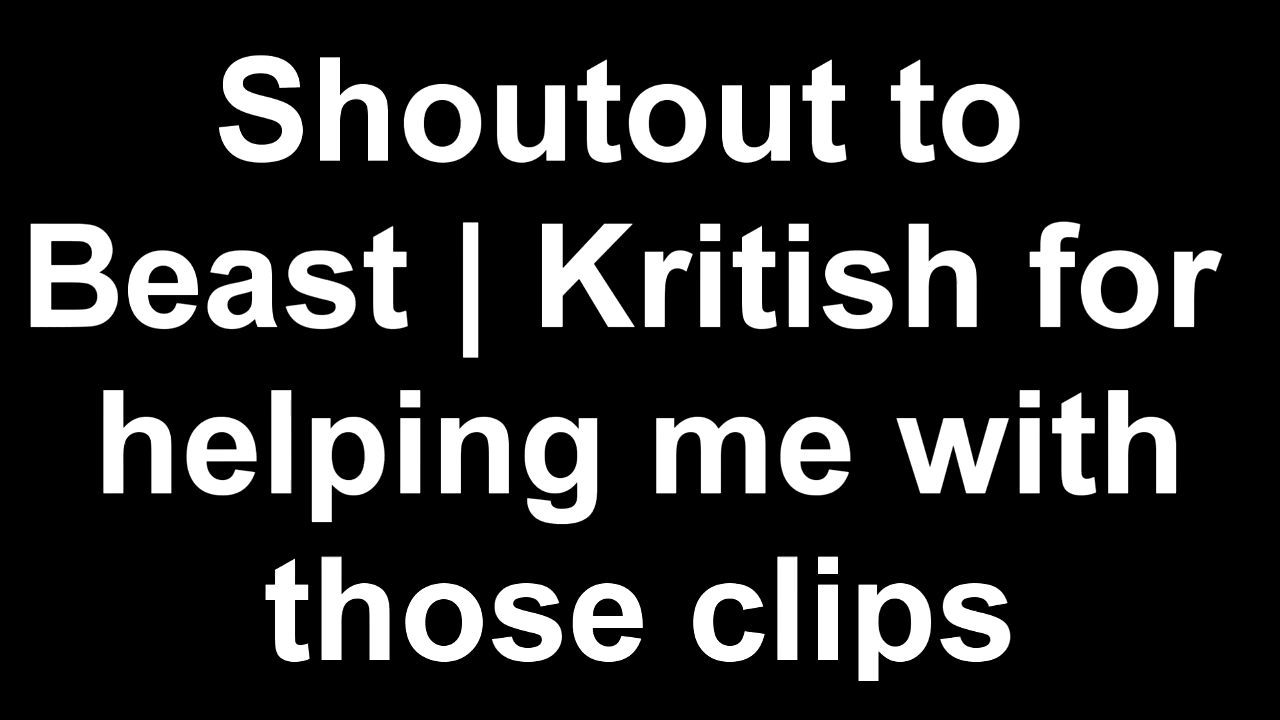 Shoutout to
Beast | Kritish for
helping me with
those clips